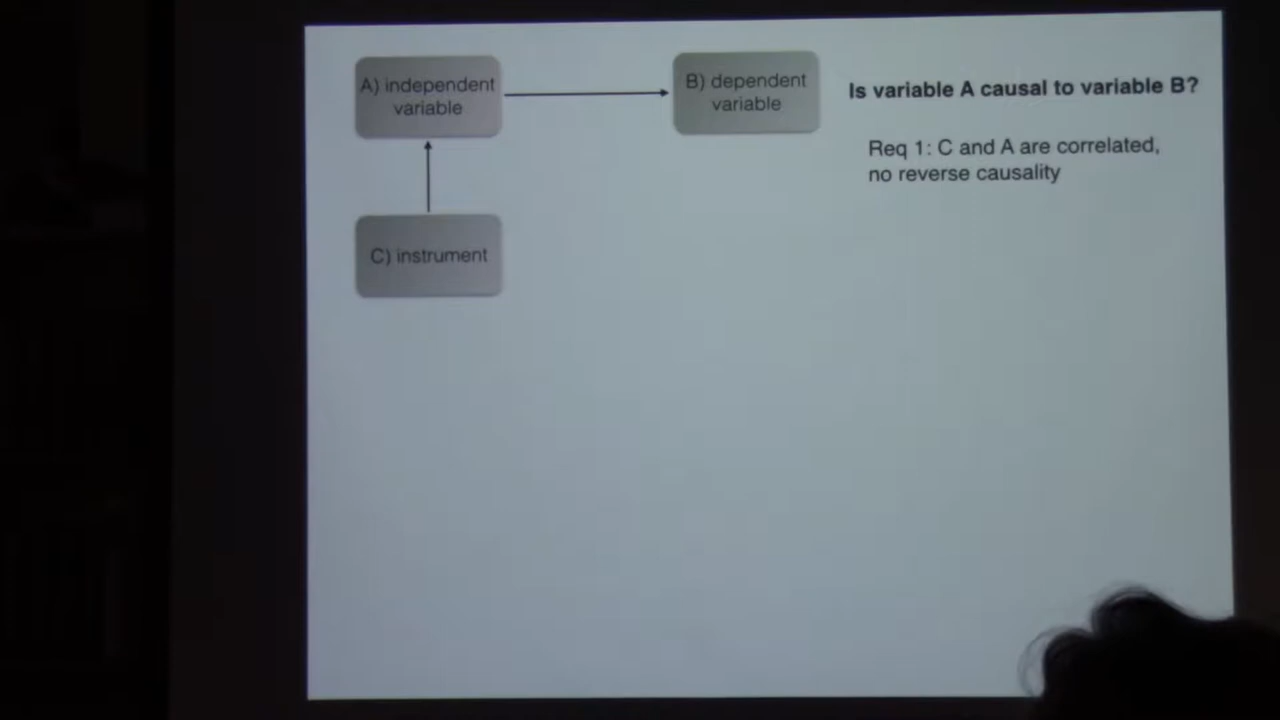 A) independent
variable
B) dependent
variable
Is variable A causal to variable B?
Req 1: C and A are correlated,
no reverse causality
C) instrument